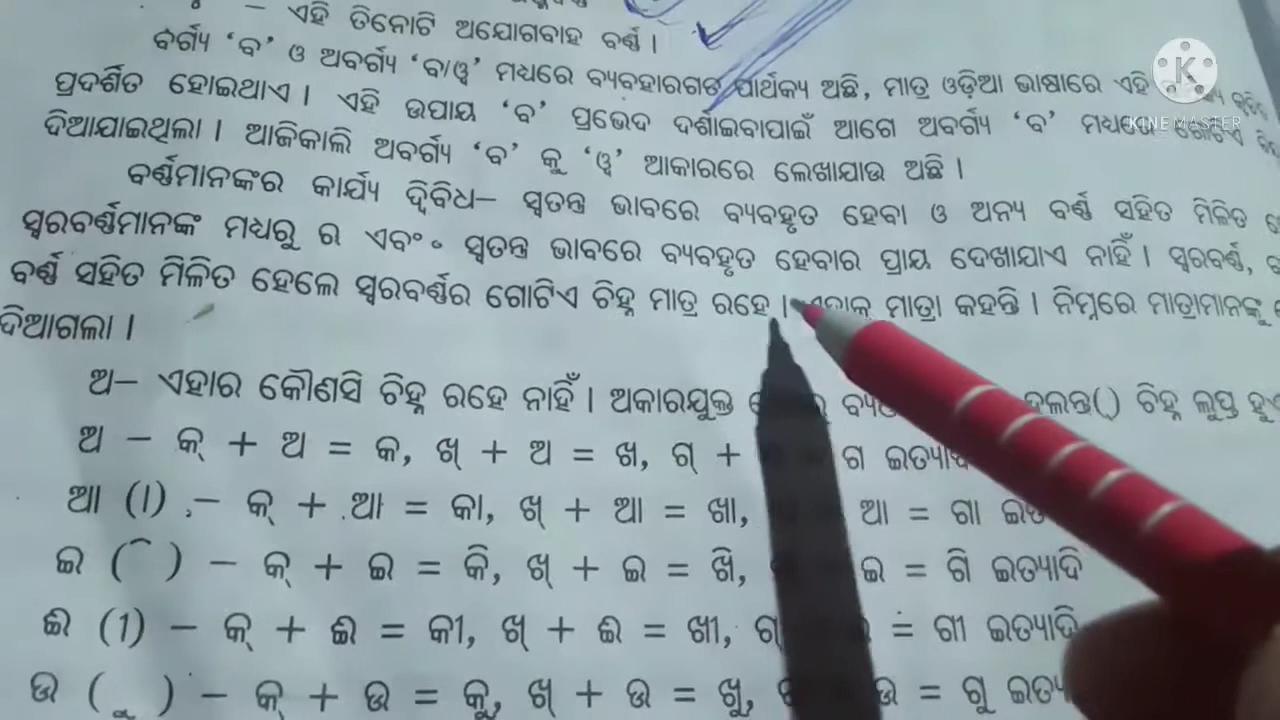 – ଏହି ତିନୋଟି ଅଯୋଗବାହ ବର୍ଣ୍ଣ ।
ବର୍ଗ୍ୟ ‘ବ’ ଓ ଅବର୍ଗ୍ୟ ‘ବ/ୱ’ ମଧ୍ୟରେ ବ୍ୟବହାରଗତ ପାର୍ଥକ୍ୟ ଅଛି, ମାତ୍ର ଓଡ଼ିଆ ଭାଷାରେ ଏହି
ପ୍ରଦର୍ଶିତ ହୋଇଥାଏ । ଏହି ଉପାୟ ‘ବ’ ପ୍ରଭେଦ ଦର୍ଶାଇବାପାଇଁ ଆଗେ ଅବର୍ଗ୍ୟ ‘ବ’
ଦିଆଯାଇଥିଲା । ଆଜିକାଲି ଅବର୍ଗ୍ୟ ‘ବ’ କୁ ‘ୱ’ ଆକାରରେ ଲେଖାଯାଉ ଅଛି ।
ବର୍ଣ୍ଣମାନଙ୍କର କାର୍ଯ୍ୟ ଦ୍ୱିବିଧ– ସ୍ୱତନ୍ତ୍ର ଭାବରେ ବ୍ୟବହୃତ ହେବା ଓ ଅନ୍ୟ ବର୍ଣ୍ଣ ସହିତ ମିଳିତ
ସ୍ୱରବର୍ଣ୍ଣମାନଙ୍କ ମଧ୍ୟରୁ ର ଏବଂ ଂ ସ୍ୱତନ୍ତ୍ର ଭାବରେ ବ୍ୟବହୃତ ହେବାର ପ୍ରାୟ ଦେଖାଯାଏ ନାହିଁ । ସ୍ୱରବର୍ଣ୍ଣ,
ବର୍ଣ୍ଣ ସହିତ ମିଳିତ ହେଲେ ସ୍ୱରବର୍ଣ୍ଣର ଗୋଟିଏ ଚିହ୍ନ ମାତ୍ର ରହେ । ଏହାକୁ ମାତ୍ରା କହନ୍ତି । ନିମ୍ନରେ ମାତ୍ରାମାନଙ୍କୁ
ଦିଆଗଲା ।
ଅ– ଏହାର କୌଣସି ଚିହ୍ନ ରହେ ନାହିଁ । ଅକାରଯୁକ୍ତ ହଳନ୍ତ(୍) ଚିହ୍ନ ଲୁପ୍ତ ହୁଏ
ଅ – କ୍ + ଅ = କ, ଖ୍ + ଅ = ଖ, ଗ୍ + ଗ ଇତ୍ୟାଦି
ଆ (ା) – କ୍ + ଆ = କା, ଖ୍ + ଆ = ଖା, ଆ = ଗା
ଇ (ି) – କ୍ + ଇ = କି, ଖ୍ + ଇ = ଖି, ଇ = ଗି ଇତ୍ୟାଦି
ଈ (ୀ) – କ୍ + ଈ = କୀ, ଖ୍ + ଈ = ଖୀ, ଗ୍ = ଗୀ ଇତ୍ୟାଦି
ଉ (ୁ) – କ୍ + ଉ = କୁ, ଖ୍ + ଉ = ଖୁ, ଉ = ଗୁ
K
KINEMASTER